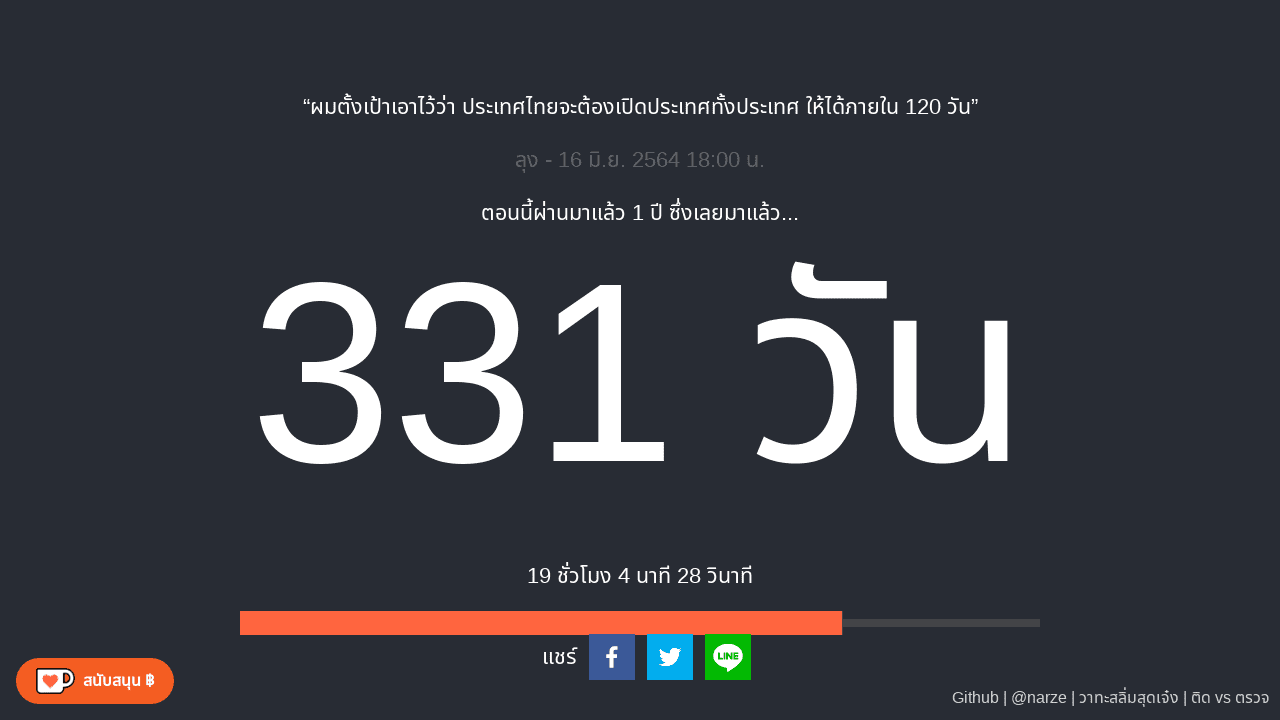 “ผมตั้งเป้าเอาไว้ว่า ประเทศไทยจะต้องเปิดประเทศทั้งประเทศ ให้ได้ภายใน 120 วัน”
ลุง - 16 มิ.ย. 2564 18:00 น.
ตอนนี้ผ่านมาแล้ว 1 ปี ซึ่งเลยมาแล้ว...
331 วัน
19 ชั่วโมง 4 นาที 28 วินาที
แชร์
LINE
สนับสนุน ฿
Github | @narze | วาทะสลิ่มสุดเจ๋ง | ติด vs ตรวจ